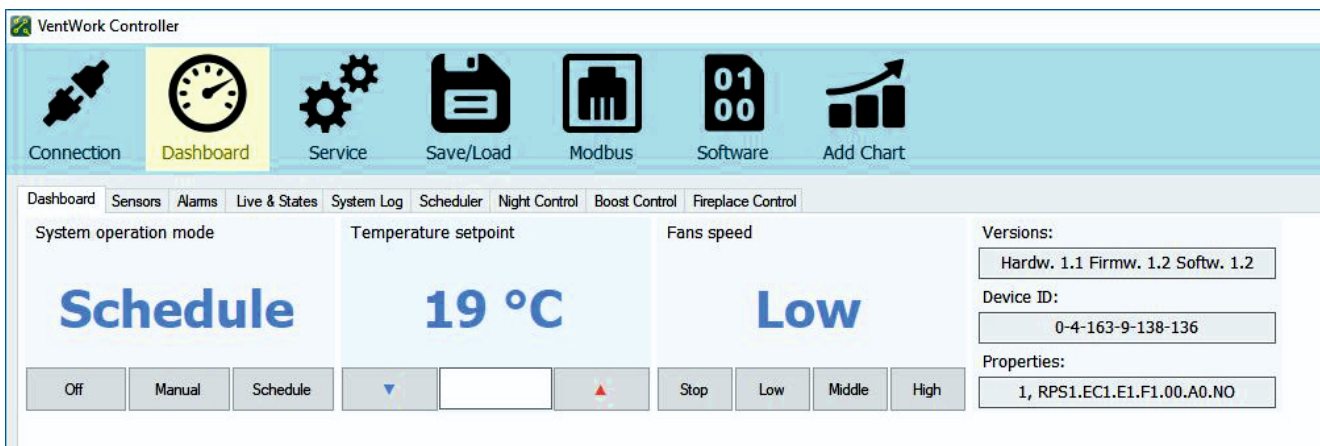 VentWork Controller
01
00
Connection Dashboard Service Save/Load Modbus Software Add Chart
Dashboard Sensors Alarms Live & States System Log Scheduler Night Control Boost Control Fireplace Control
System operation mode Temperature setpoint Fans speed Versions:
Hardw. 1.1 Firmw. 1.2 Softw. 1.2
Schedule 19 °C Low
Device ID:
0-4-163-9-138-136
Properties:
Off Manual Schedule ▼ ▲ Stop Low Middle High 1, RPS1.EC1.E1.F1.00.A0.NO